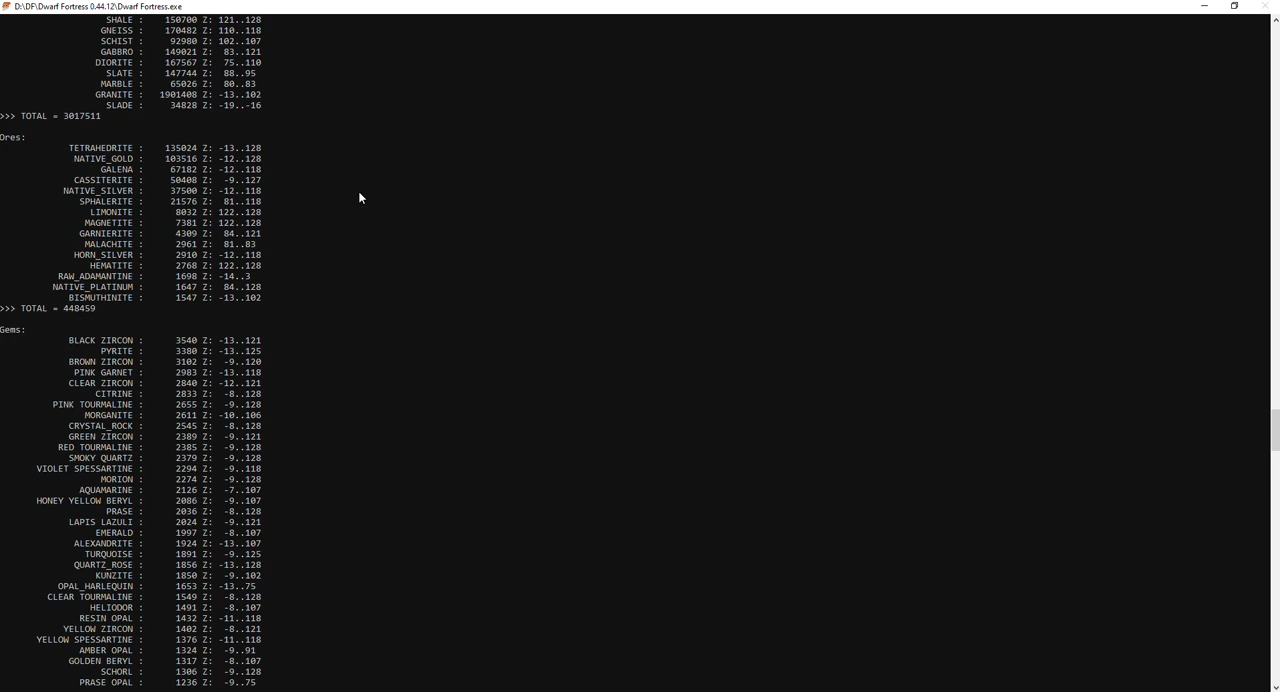 D:\DF\Dwarf Fortress 0.44.12\Dwarf Fortress.exe
SHALE : 150700 Z: 121..128
GNEISS : 170482 Z: 110..118
SCHIST : 92980 Z: 102..107
GABBRO : 149021 Z: 83..121
DIORITE : 167567 Z: 75..110
SLATE : 147744 Z: 88..95
MARBLE : 65026 Z: 80..83
GRANITE : 1901408 Z: -13..102
SLADE : 34828 Z: -19..-16
>>> TOTAL = 3017511
Ores:
TETRAHEDRITE : 135024 Z: -13..128
NATIVE_GOLD : 103516 Z: -12..128
GALENA : 67182 Z: -12..118
CASSITERITE : 50408 Z: -9..127
NATIVE_SILVER : 37500 Z: -12..118
SPHALERITE : 21576 Z: 81..118
LIMONITE : 8032 Z: 122..128
MAGNETITE : 7381 Z: 122..128
GARNIERITE : 4309 Z: 84..121
MALACHITE : 2961 Z: 81..83
HORN_SILVER : 2910 Z: -12..118
HEMATITE : 2768 Z: 122..128
RAW_ADAMANTINE : 1698 Z: -14..3
NATIVE_PLATINUM : 1647 Z: 84..128
BISMUTHINITE : 1547 Z: -13..102
>>> TOTAL = 448459
Gems:
BLACK ZIRCON : 3540 Z: -13..121
PYRITE : 3380 Z: -13..125
BROWN ZIRCON : 3102 Z: -9..120
PINK GARNET : 2983 Z: -13..118
CLEAR ZIRCON : 2840 Z: -12..121
CITRINE : 2833 Z: -8..128
PINK TOURMALINE : 2655 Z: -9..128
MORGANITE : 2611 Z: -10..106
CRYSTAL_ROCK : 2545 Z: -8..128
GREEN ZIRCON : 2389 Z: -9..121
RED TOURMALINE : 2385 Z: -9..128
SMOKY QUARTZ : 2379 Z: -9..128
VIOLET SPESSARTINE : 2294 Z: -9..118
MORION : 2274 Z: -9..128
AQUAMARINE : 2126 Z: -7..107
HONEY YELLOW BERYL : 2086 Z: -9..107
PRASE : 2036 Z: -8..128
LAPIS LAZULI : 2024 Z: -9..121
EMERALD : 1997 Z: -8..107
ALEXANDRITE : 1924 Z: -13..107
TURQUOISE : 1891 Z: -9..125
QUARTZ_ROSE : 1856 Z: -13..128
KUNZITE : 1850 Z: -9..102
OPAL_HARLEQUIN : 1653 Z: -13..75
CLEAR TOURMALINE : 1549 Z: -8..128
HELIODOR : 1491 Z: -8..107
RESIN OPAL : 1432 Z: -11..118
YELLOW ZIRCON : 1402 Z: -8..121
YELLOW SPESSARTINE : 1376 Z: -11..118
AMBER OPAL : 1324 Z: -9..91
GOLDEN BERYL : 1317 Z: -8..107
SCHORL : 1306 Z: -9..128
PRASE OPAL : 1236 Z: -9..75